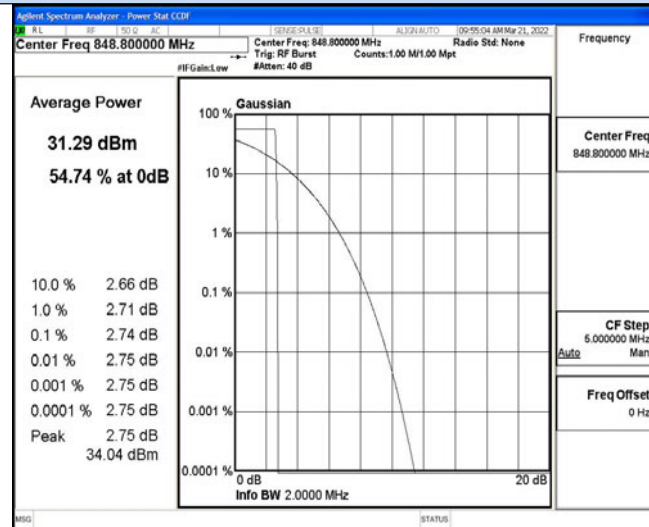 Agilent Spectrum Analyzer - Power Stat CCDF
RL RF 50 Ω AC SENSE:PULSE ALIGN AUTO 09:55:04 AM Mar 21, 2022
Center Freq 848.800000 MHz
Center Freq: 848.800000 MHz Radio Std: None
Trig: RF Burst Counts:1.00 M/1.00 Mpt
#IFGain:Low #Atten: 40 dB
Frequency
Average Power
31.29 dBm
54.74 % at 0dB
10.0 % 2.66 dB
1.0 % 2.71 dB
0.1 % 2.74 dB
0.01 % 2.75 dB
0.001 % 2.75 dB
0.0001 % 2.75 dB
Peak 2.75 dB
34.04 dBm
Gaussian
100 %
10 %
1 %
0.1 %
0.01 %
0.001 %
0.0001 %
0 dB 20 dB
Info BW 2.0000 MHz
Center Freq
848.800000 MHz
CF Step
5.000000 MHz
Auto Man
Freq Offset
0 Hz
MSG STATUS